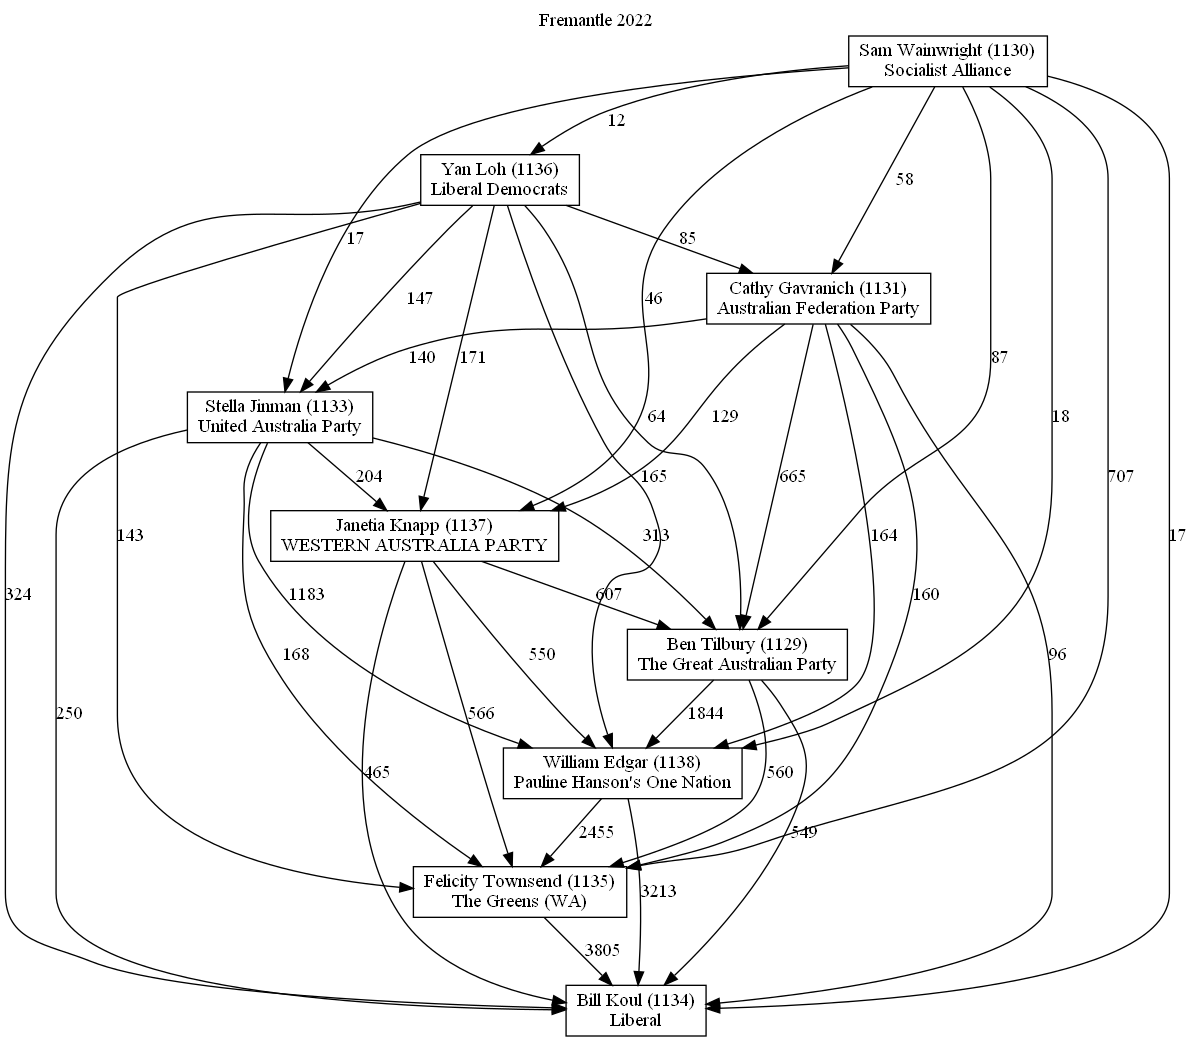 Fremantle 2022
Sam Wainwright (1130)
Socialist Alliance
12
Yan Loh (1136)
Liberal Democrats
58
17
85
Cathy Gavranich (1131)
Australian Federation Party
147
46
140
171
87
Stella Jinman (1133)
United Australia Party
64
129
18
204
165
665
707
Janetia Knapp (1137)
WESTERN AUSTRALIA PARTY
143
313
164
17
324
1183
607
160
Ben Tilbury (1129)
The Great Australian Party
168
550
96
250
566
1844
William Edgar (1138)
Pauline Hanson's One Nation
465
560
2455
549
Felicity Townsend (1135)
The Greens (WA)
3213
3805
Bill Koul (1134)
Liberal